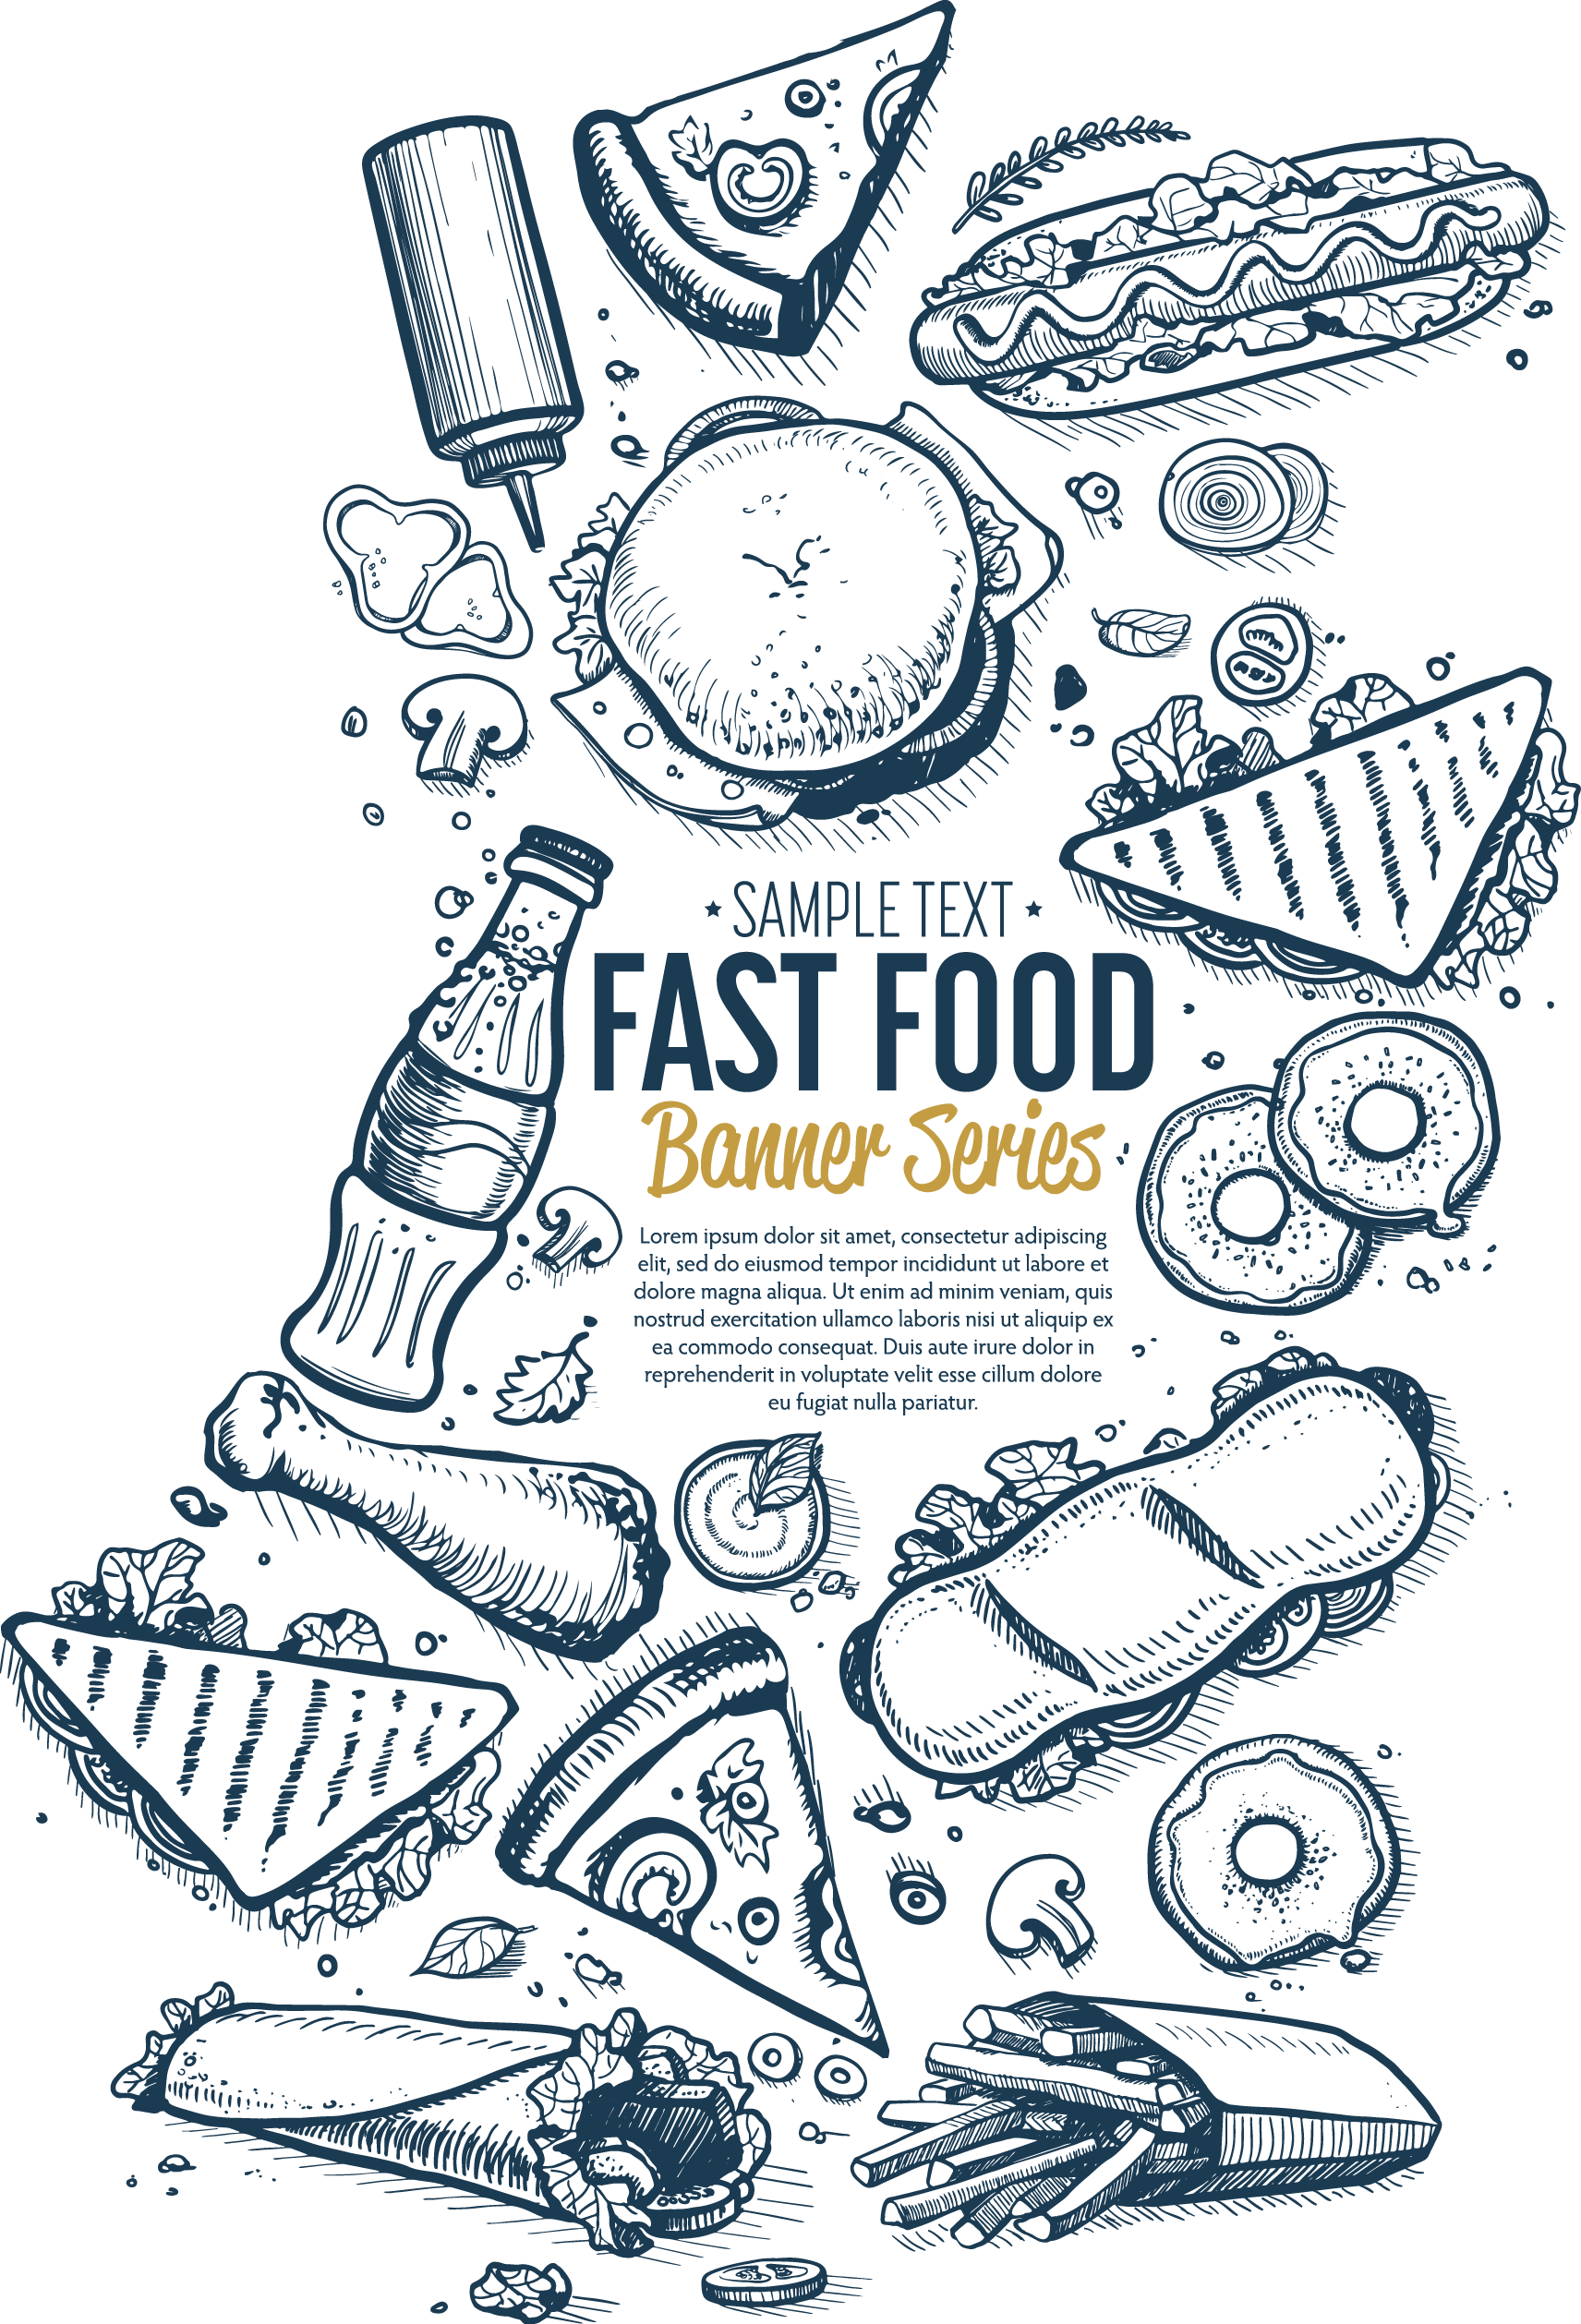 SAMPLE TEXT
FAST FOOD
Banner Series
Lorem ipsum dolor sit amet, consectetur adipiscing
elit, sed do eiusmod tempor incididunt ut labore et
dolore magna aliqua. Ut enim ad minim veniam, quis
nostrud exercitation ullamco laboris nisi ut aliquip ex
ea commodo consequat. Duis aute irure dolor in
reprehenderit in voluptate velit esse cillum dolore
eu fugiat nulla pariatur.